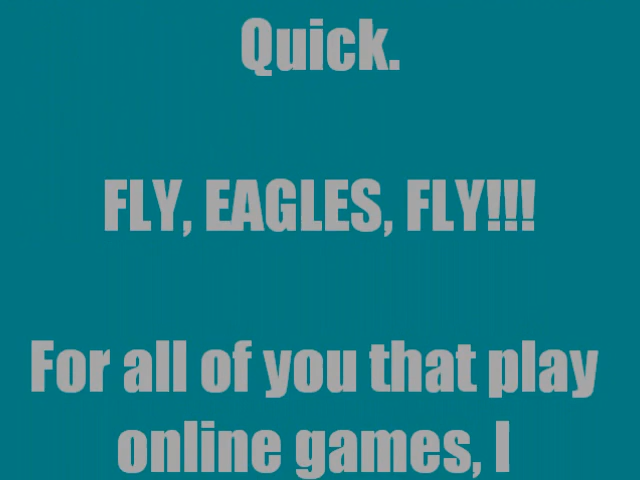 Quick.
FLY, EAGLES, FLY!!!
For all of you that play
online games, I